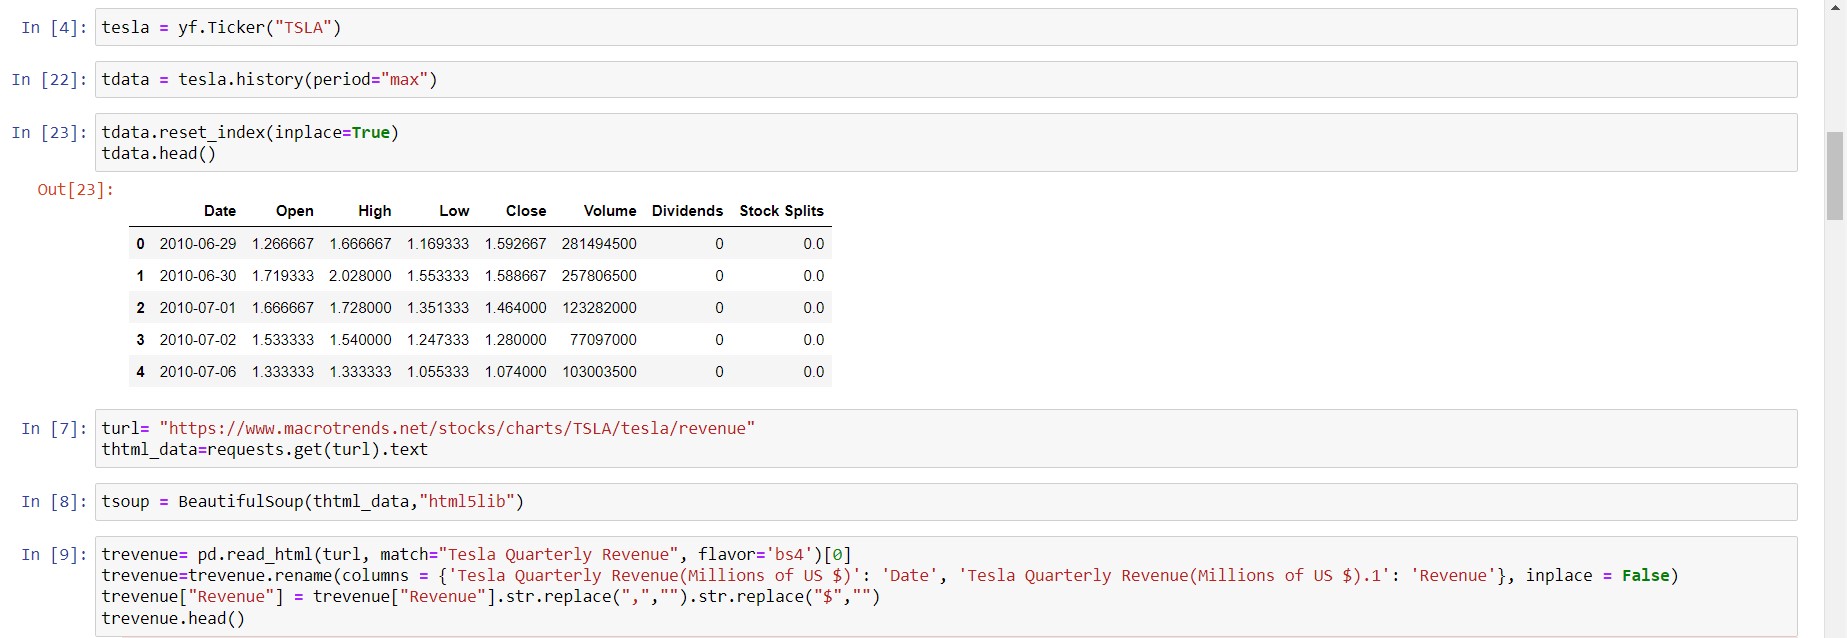 In [4]: tesla = yf.Ticker("TSLA")
In [22]: tdata = tesla.history(period="max")
In [23]: tdata.reset_index(inplace=True)
tdata.head()
Out[23]:
Date Open High Low Close Volume Dividends Stock Splits
0 2010-06-29 1.266667 1.666667 1.169333 1.592667 281494500 0 0.0
1 2010-06-30 1.719333 2.028000 1.553333 1.588667 257806500 0 0.0
2 2010-07-01 1.666667 1.728000 1.351333 1.464000 123282000 0 0.0
3 2010-07-02 1.533333 1.540000 1.247333 1.280000 77097000 0 0.0
4 2010-07-06 1.333333 1.333333 1.055333 1.074000 103003500 0 0.0
In [7]: turl= "https://www.macrotrends.net/stocks/charts/TSLA/tesla/revenue"
thtml_data=requests.get(turl).text
In [8]: tsoup = BeautifulSoup(thtml_data,"html5lib")
In [9]: trevenue= pd.read_html(turl, match="Tesla Quarterly Revenue", flavor='bs4')[0]
trevenue=trevenue.rename(columns = {'Tesla Quarterly Revenue(Millions of US $)': 'Date', 'Tesla Quarterly Revenue(Millions of US $).1': 'Revenue'}, inplace = False)
trevenue["Revenue"] = trevenue["Revenue"].str.replace(",","").str.replace("$","")
trevenue.head()